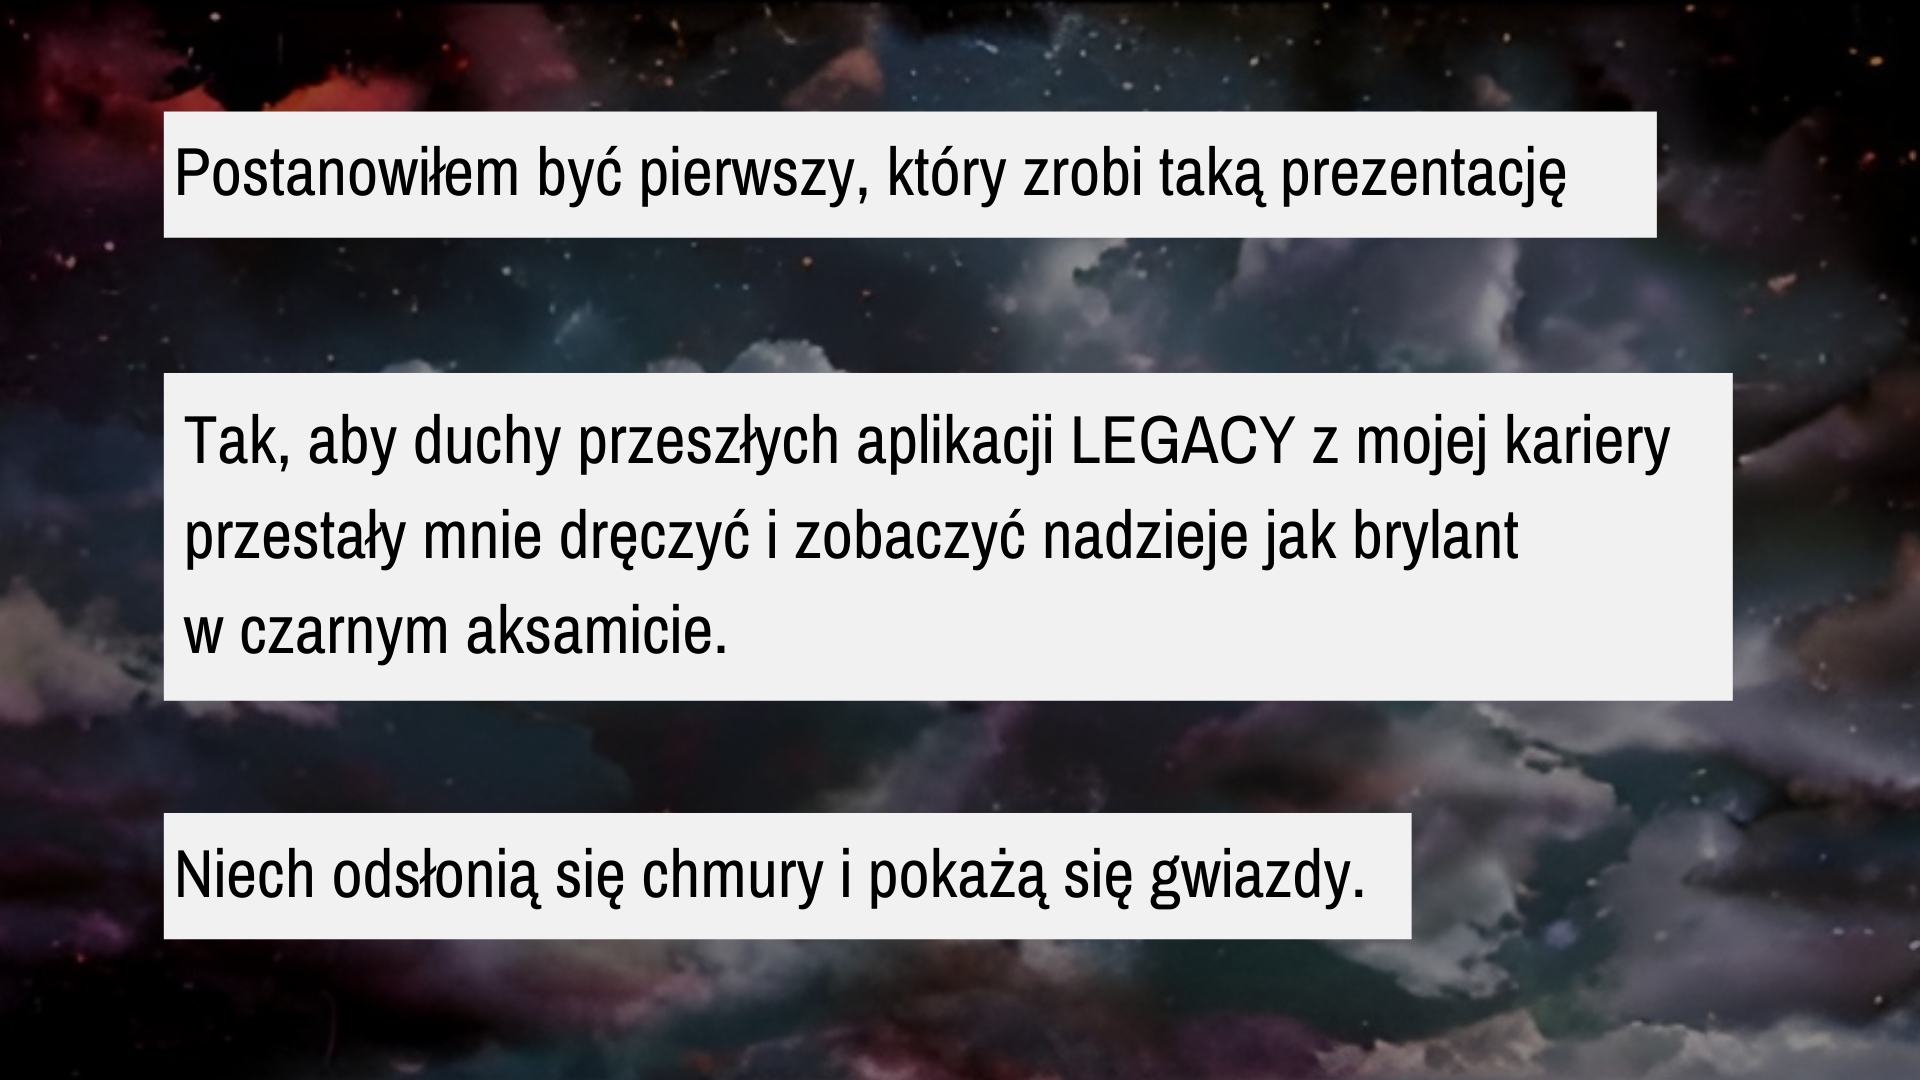 Postanowiłem być pierwszy, który zrobi taką prezentację
Tak, aby duchy przeszłych aplikacji LEGACY z mojej kariery
przestały mnie dręczyć i zobaczyć nadzieje jak brylant
w czarnym aksamicie.
Niech odsłonią się chmury i pokażą się gwiazdy.